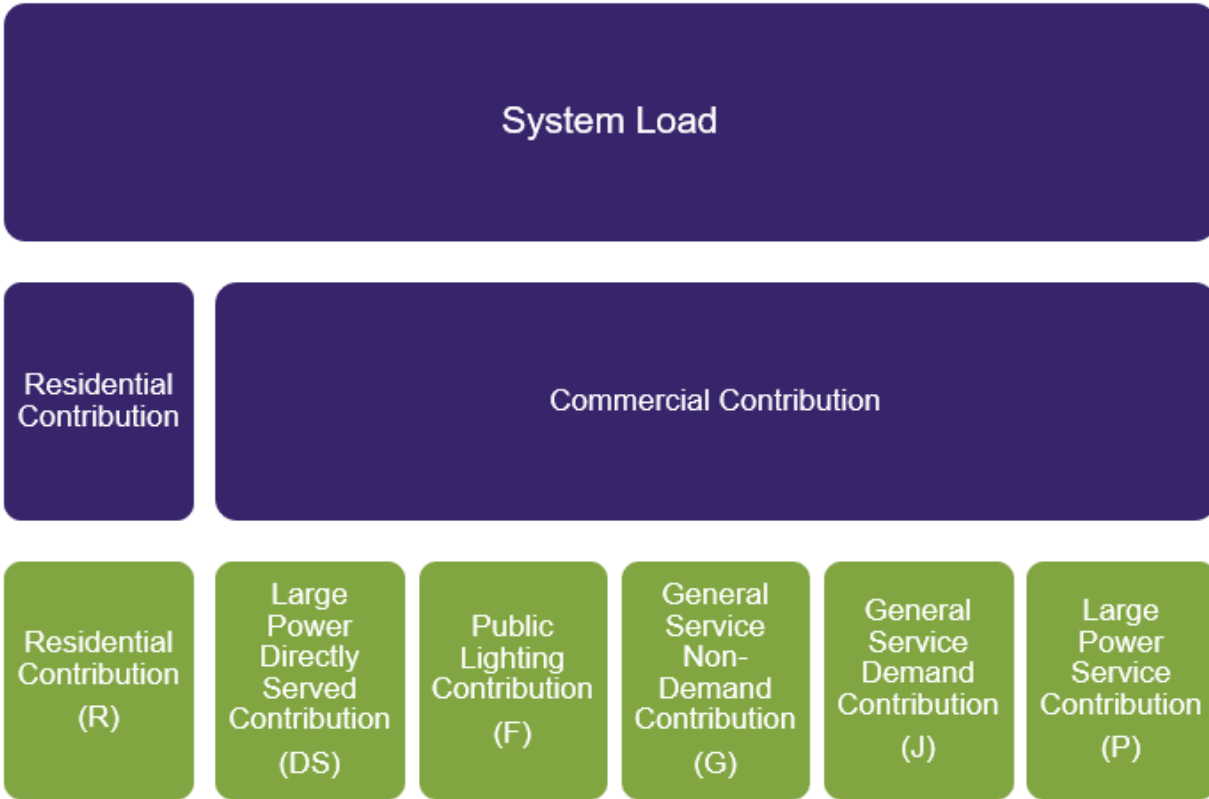 System Load
Residential
Contribution
Commercial Contribution
Residential
Contribution
(R)
Large
Power
Directly
Served
Contribution
(DS)
Public
Lighting
Contribution
(F)
General
Service
Non-
Demand
Contribution
(G)
General
Service
Demand
Contribution
(J)
Large
Power
Service
Contribution
(P)